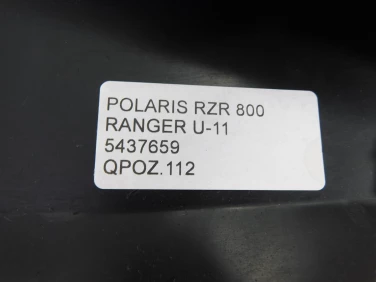 POLARIS RZR 800
RANGER U-11
5437659
QPOZ.112